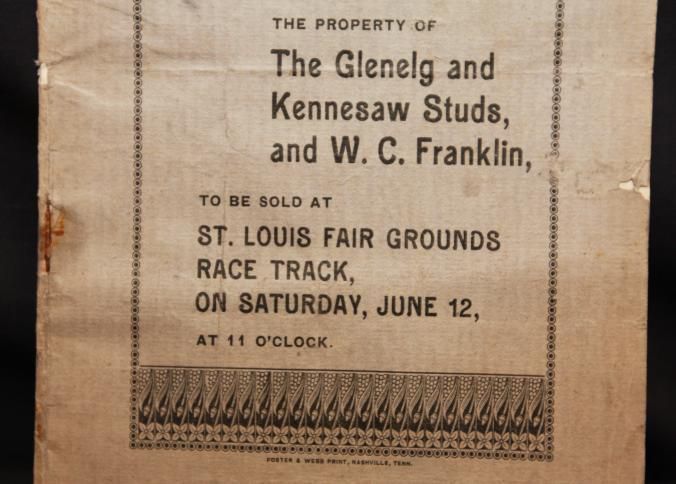 THE PROPERTY OF
The Glenelg and
Kennesaw Studs,
and W. C. Franklin,
TO BE SOLD AT
ST. LOUIS FAIR GROUNDS
RACE TRACK,
ON SATURDAY, JUNE 12,
AT 11 O'CLOCK.
FOSTER & WEBB PRINT, NASHVILLE, TENN.